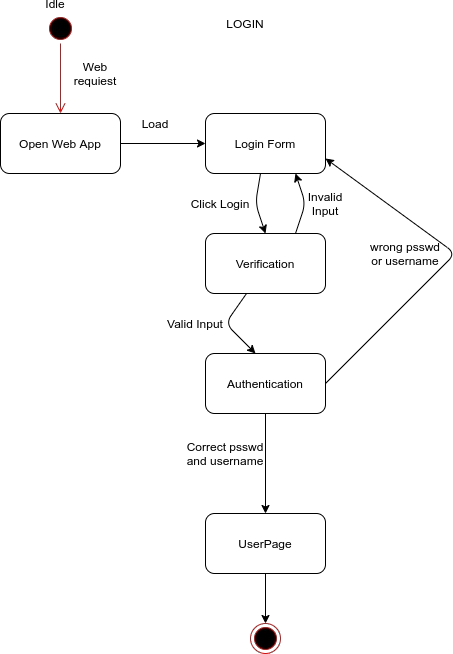 Idle
LOGIN
Web
requiest
Open Web App
Load
Login Form
Click Login
Invalid
Input
Verification
wrong psswd
or username
Valid Input
Authentication
Correct psswd
and username
UserPage